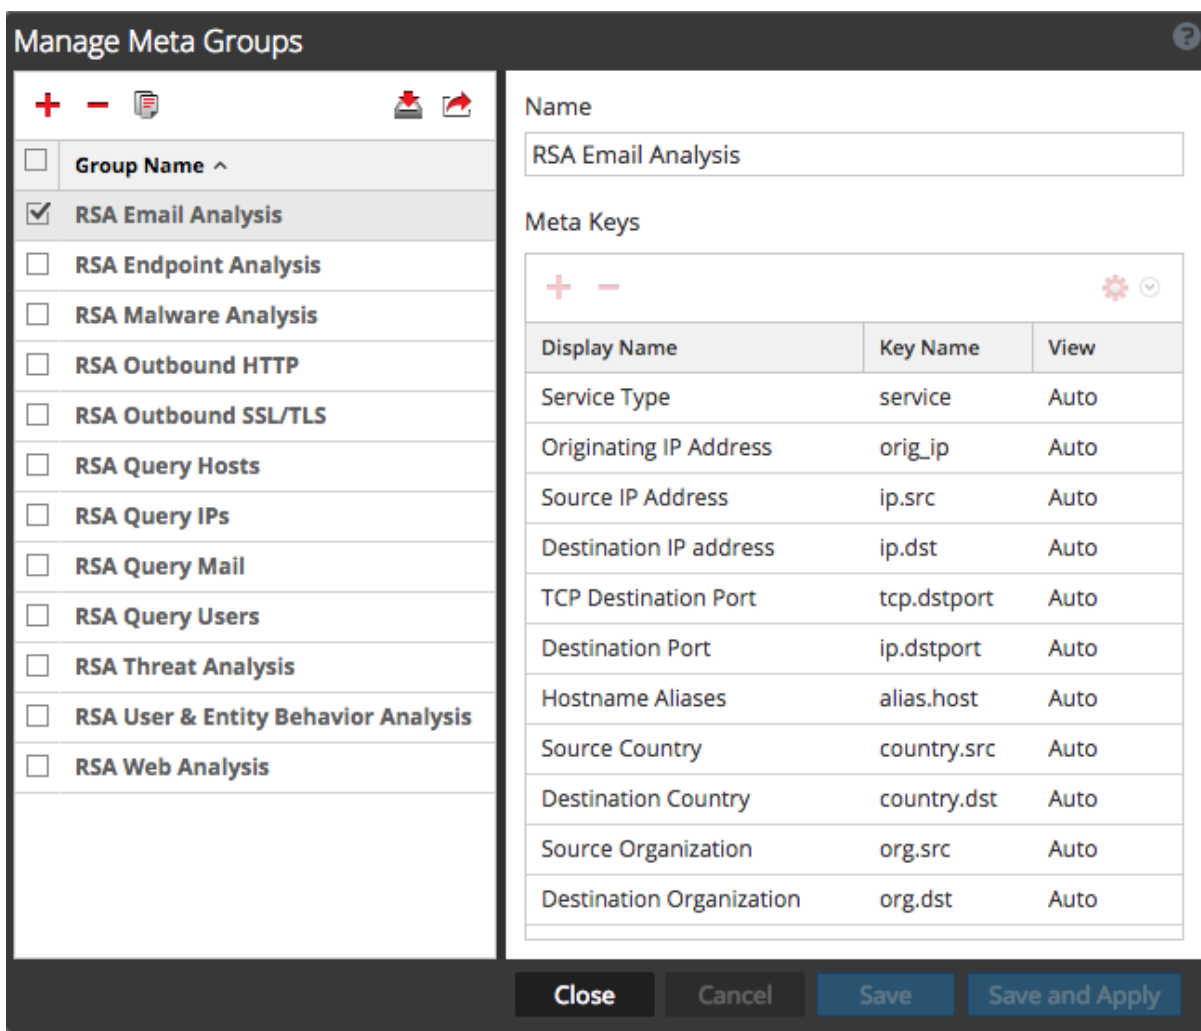 Manage Meta Groups
Group Name
RSA Email Analysis
RSA Endpoint Analysis
RSA Malware Analysis
RSA Outbound HTTP
RSA Outbound SSL/TLS
RSA Query Hosts
RSA Query IPs
RSA Query Mail
RSA Query Users
RSA Threat Analysis
RSA User & Entity Behavior Analysis
RSA Web Analysis
Name
RSA Email Analysis
Meta Keys
Display Name Key Name View
Service Type service Auto
Originating IP Address orig_ip Auto
Source IP Address ip.src Auto
Destination IP address ip.dst Auto
TCP Destination Port tcp.dstport Auto
Destination Port ip.dstport Auto
Hostname Aliases alias.host Auto
Source Country country.src Auto
Destination Country country.dst Auto
Source Organization org.src Auto
Destination Organization org.dst Auto
Close Cancel Save Save and Apply